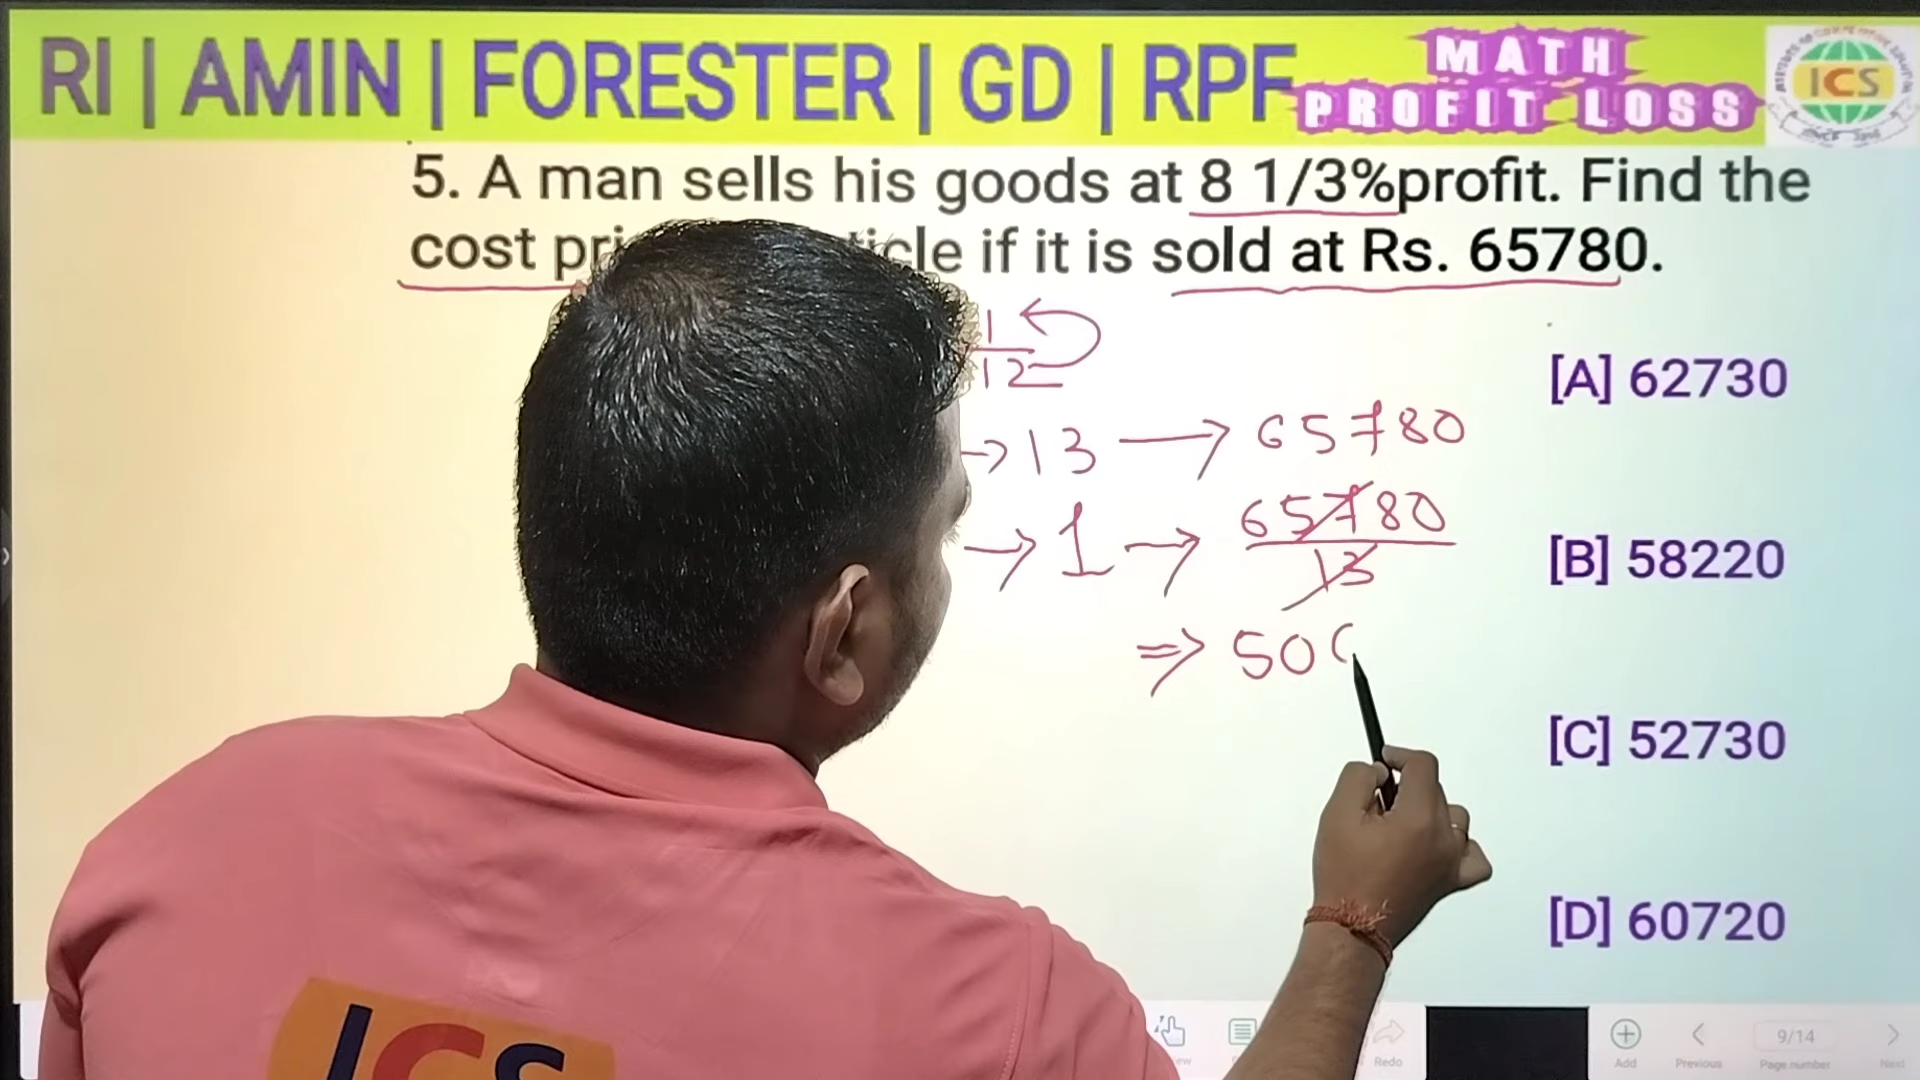 RI | AMIN | FORESTER | GD | RPF
MATH
PROFIT LOSS
ICS
5. A man sells his goods at 8 1/3%profit. Find the
cost ticle if it is sold at Rs. 65780.
1
12
→ 13 → 65780
→ 1 → 65780
13
⇒ 50
[A] 62730
[B] 58220
[C] 52730
[D] 60720
ICS
Redo
Add
Previous
9/14
Page number
Next